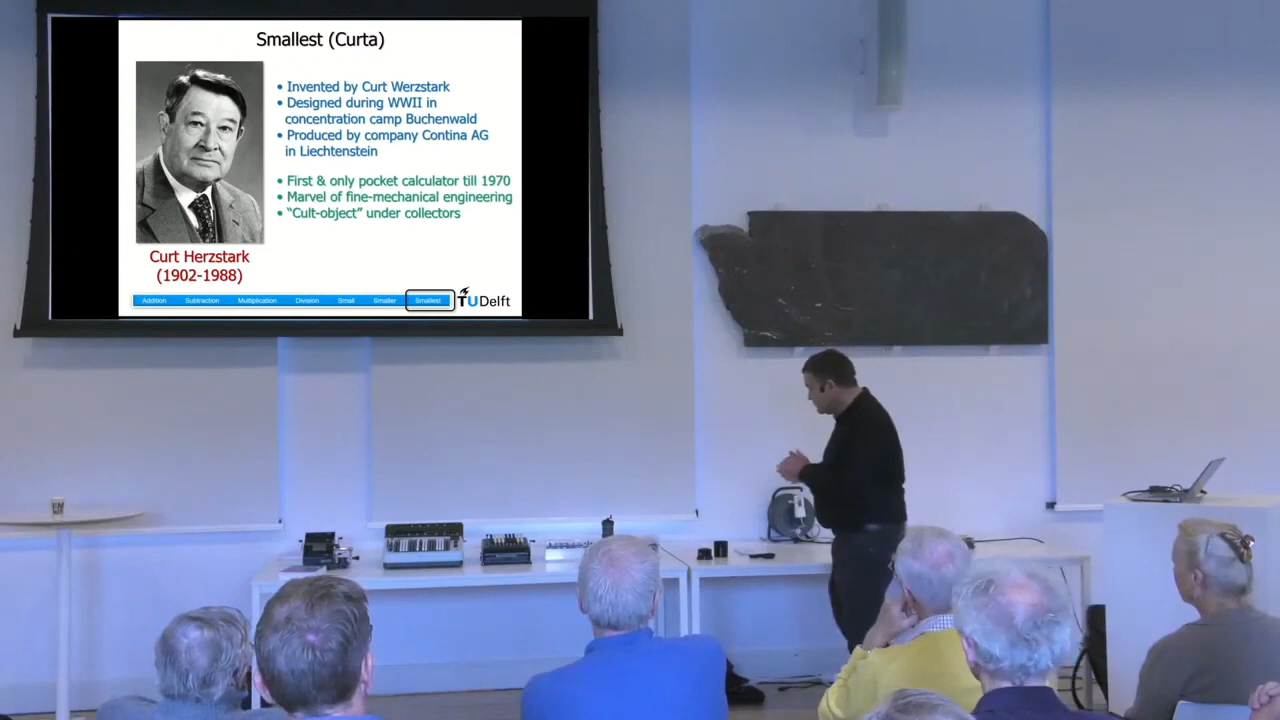 Smallest (Curta)
• Invented by Curt Werzstark
• Designed during WWII in
concentration camp Buchenwald
• Produced by company Contina AG
in Liechtenstein
• First & only pocket calculator till 1970
• Marvel of fine-mechanical engineering
• “Cult-object” under collectors
Curt Herzstark
(1902-1988)
Addition Subtraction Multiplication Division Small Smaller Smallest
TUDelft